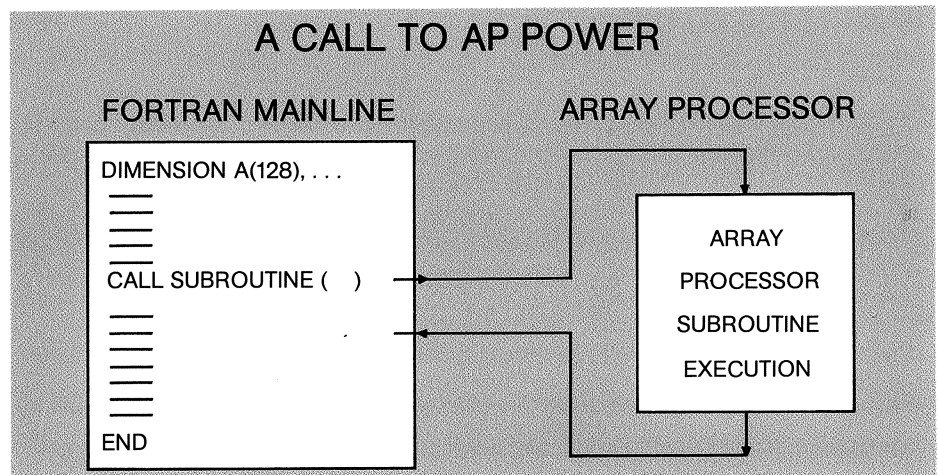 A CALL TO AP POWER
FORTRAN MAINLINE
DIMENSION A(128), . . .
CALL SUBROUTINE ( )
END
ARRAY PROCESSOR
ARRAY
PROCESSOR
SUBROUTINE
EXECUTION